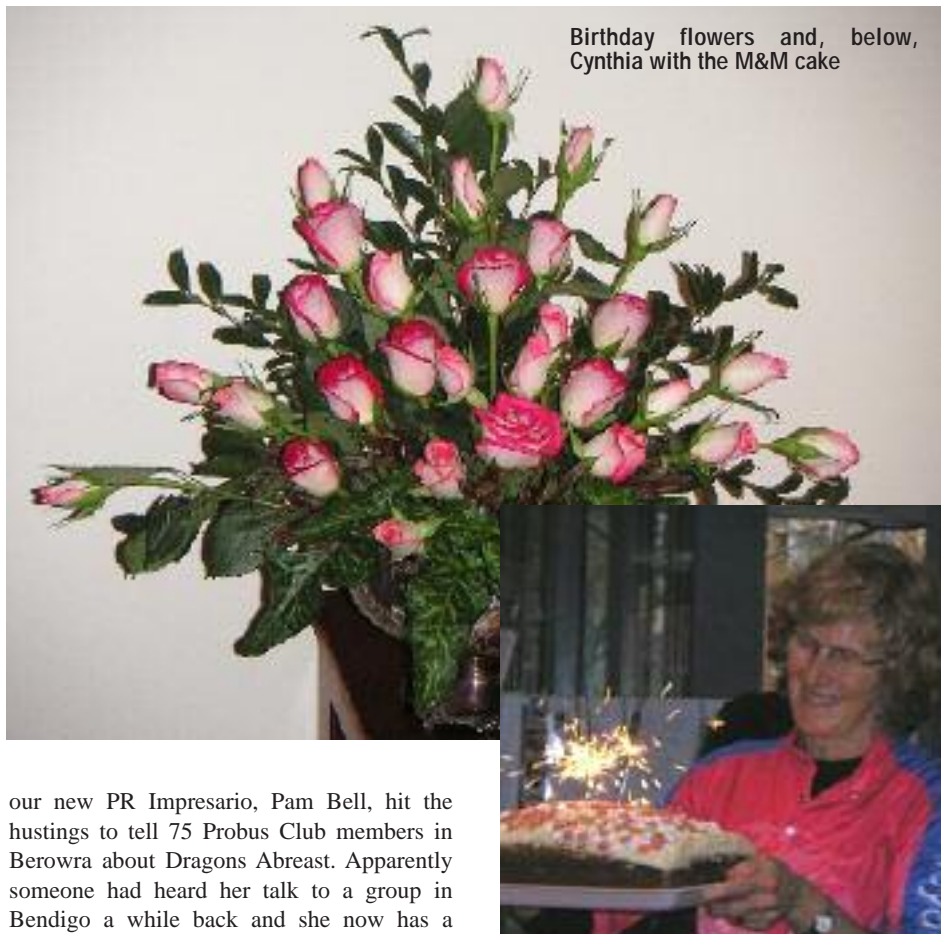 Birthday flowers and, below,
Cynthia with the M&M cake
our new PR Impresario, Pam Bell, hit the
hustings to tell 75 Probus Club members in
Berowra about Dragons Abreast. Apparently
someone had heard her talk to a group in
Bendigo a while back and she now has a